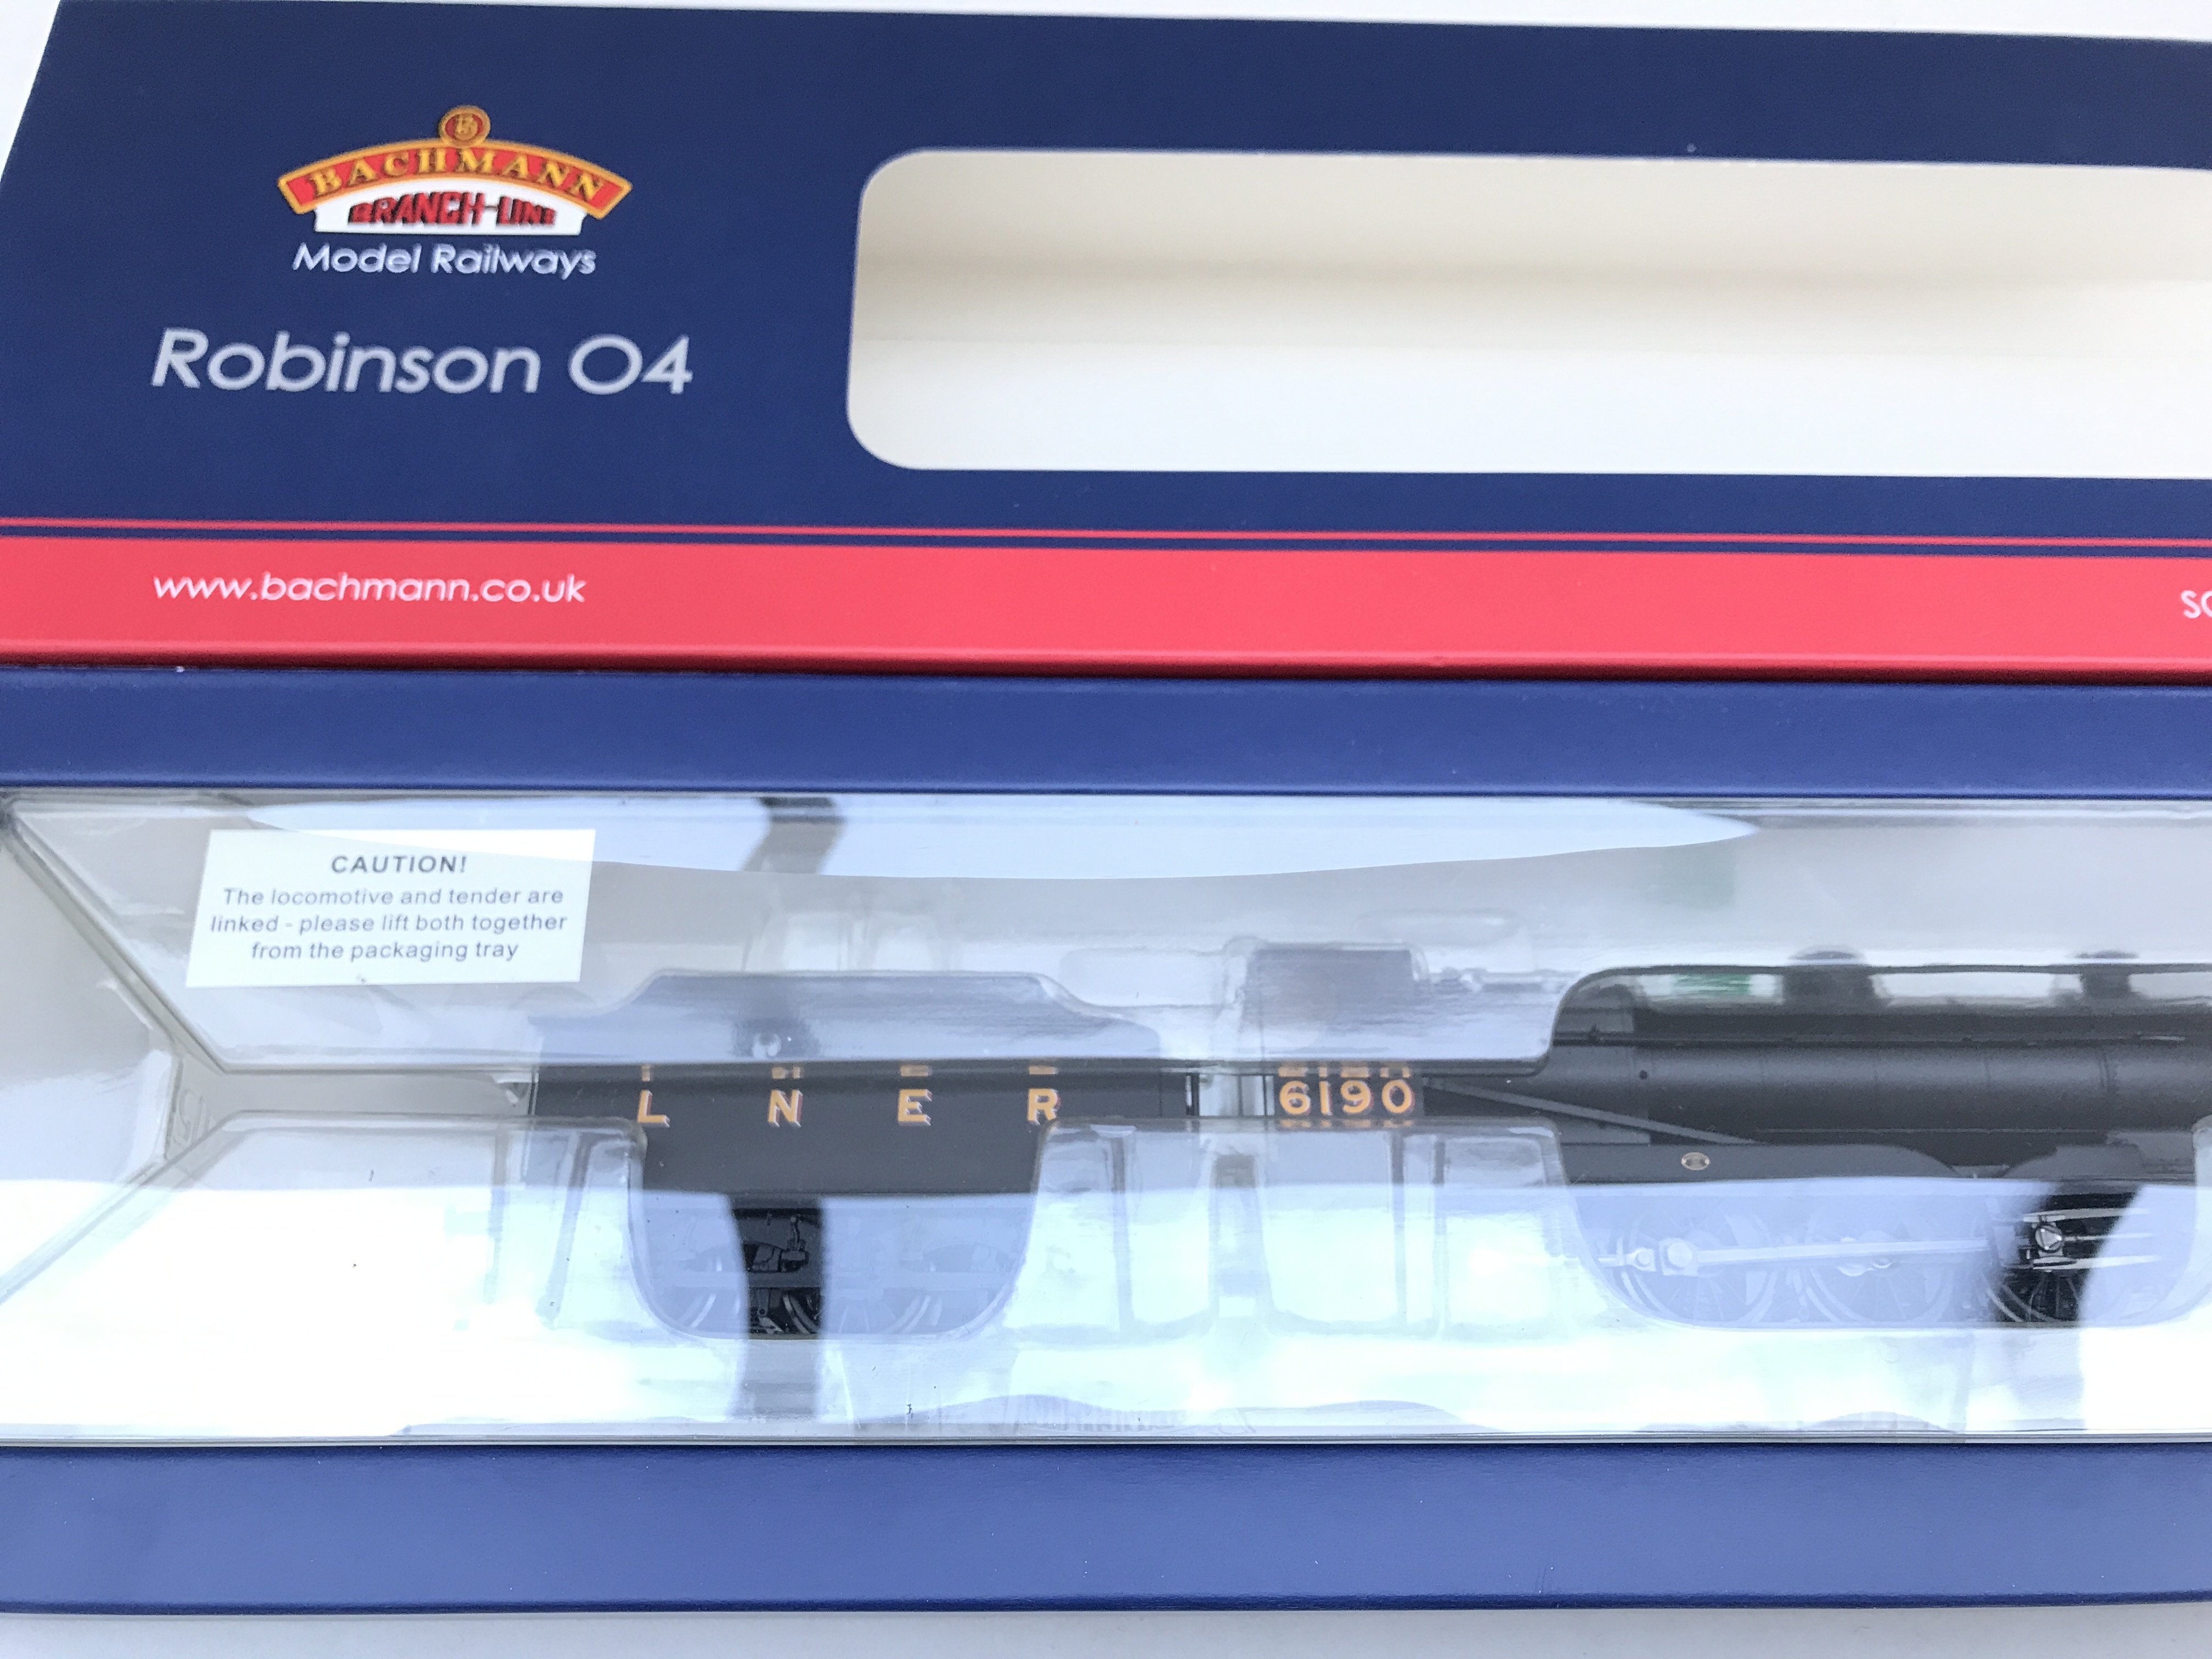 BACHMANN
BRANCH-LINE
Model Railways
Robinson O4
www.bachmann.co.uk
CAUTION!
The locomotive and tender are
linked - please lift both together
from the packaging tray
L N E R
6190